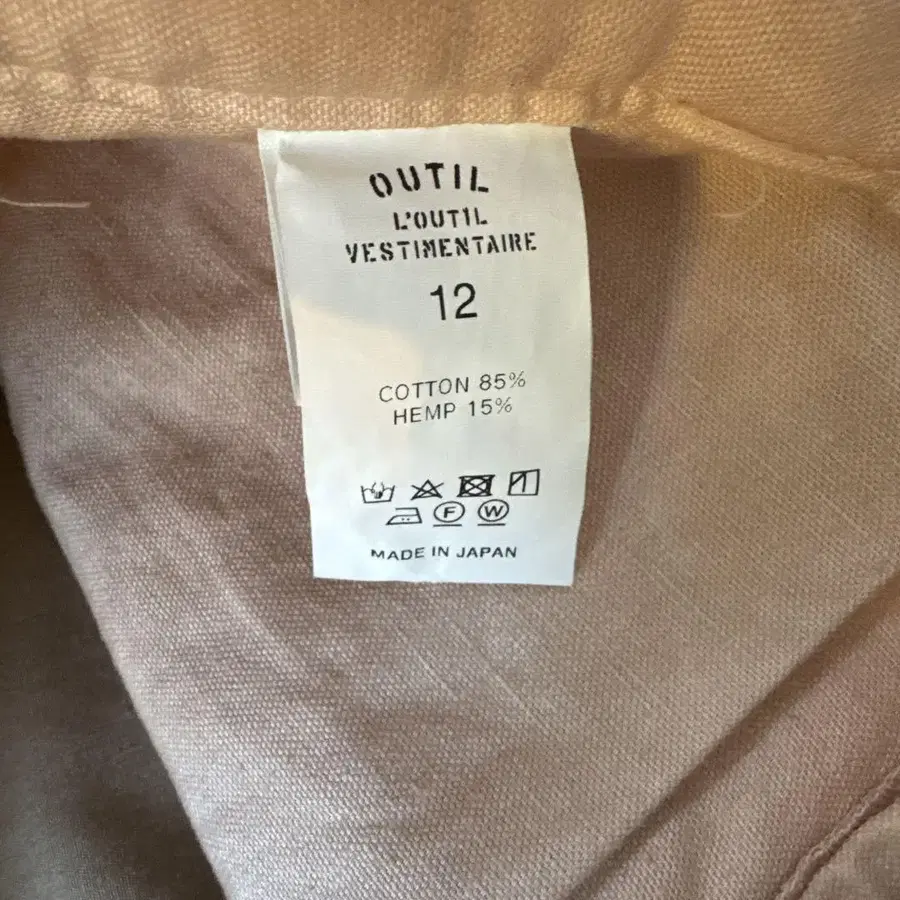 OUTIL
L'OUTIL
VESTIMENTAIRE
12
COTTON 85%
HEMP 15%
F W
MADE IN JAPAN